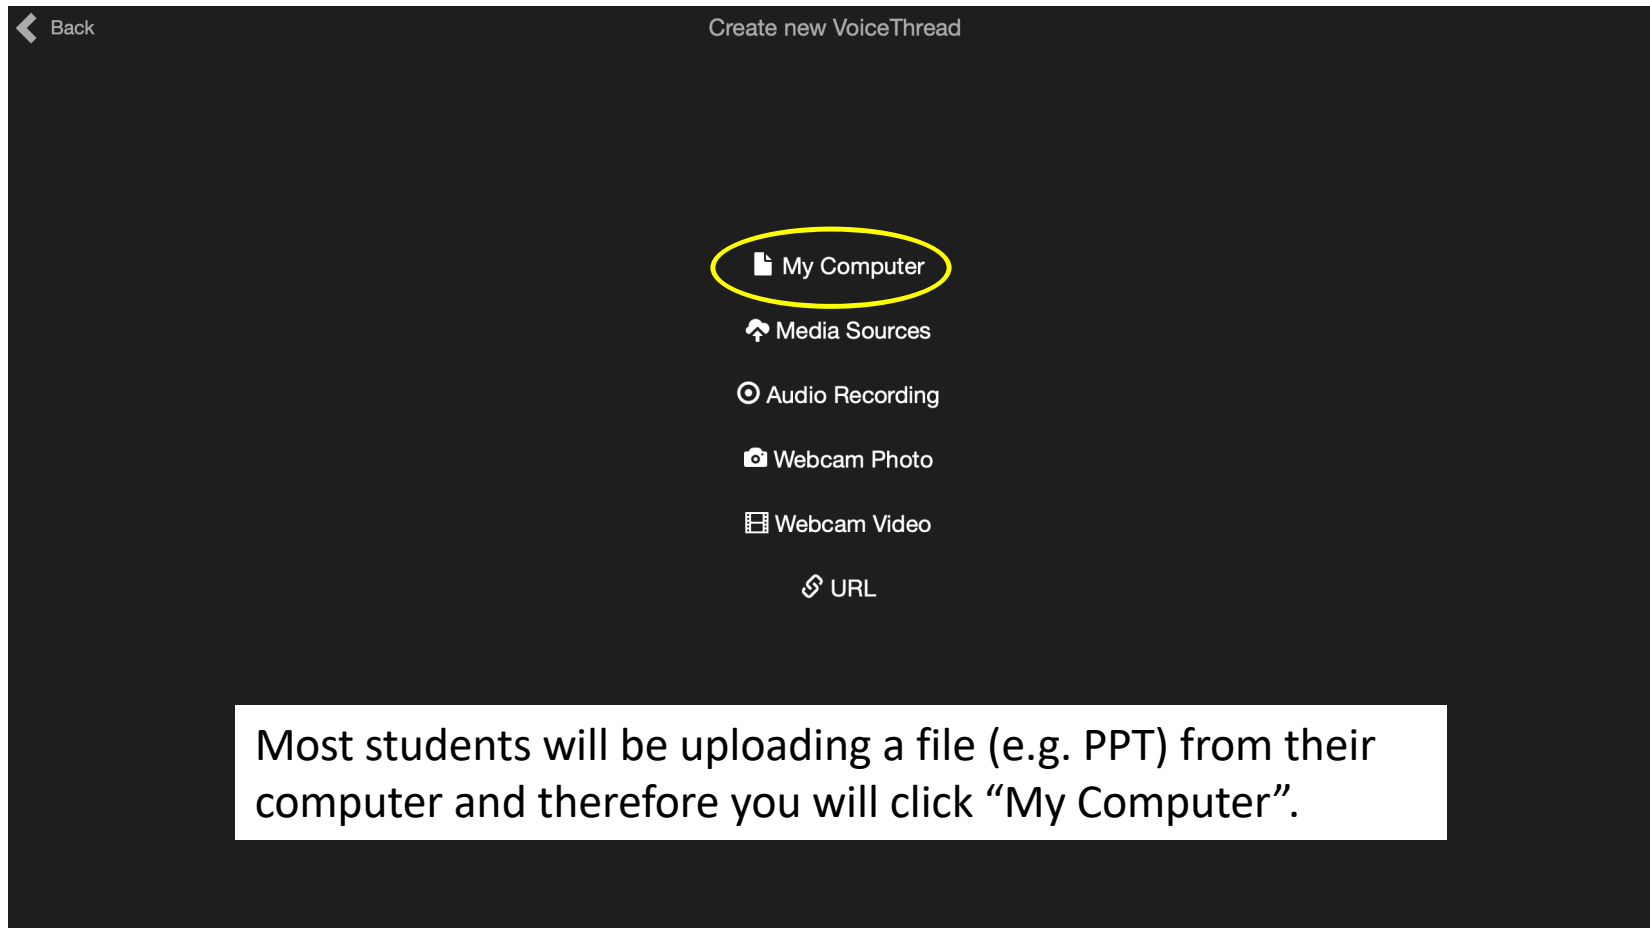 Back
Create new VoiceThread
My Computer
Media Sources
Audio Recording
Webcam Photo
Webcam Video
URL
Most students will be uploading a file (e.g. PPT) from their
computer and therefore you will click “My Computer”.